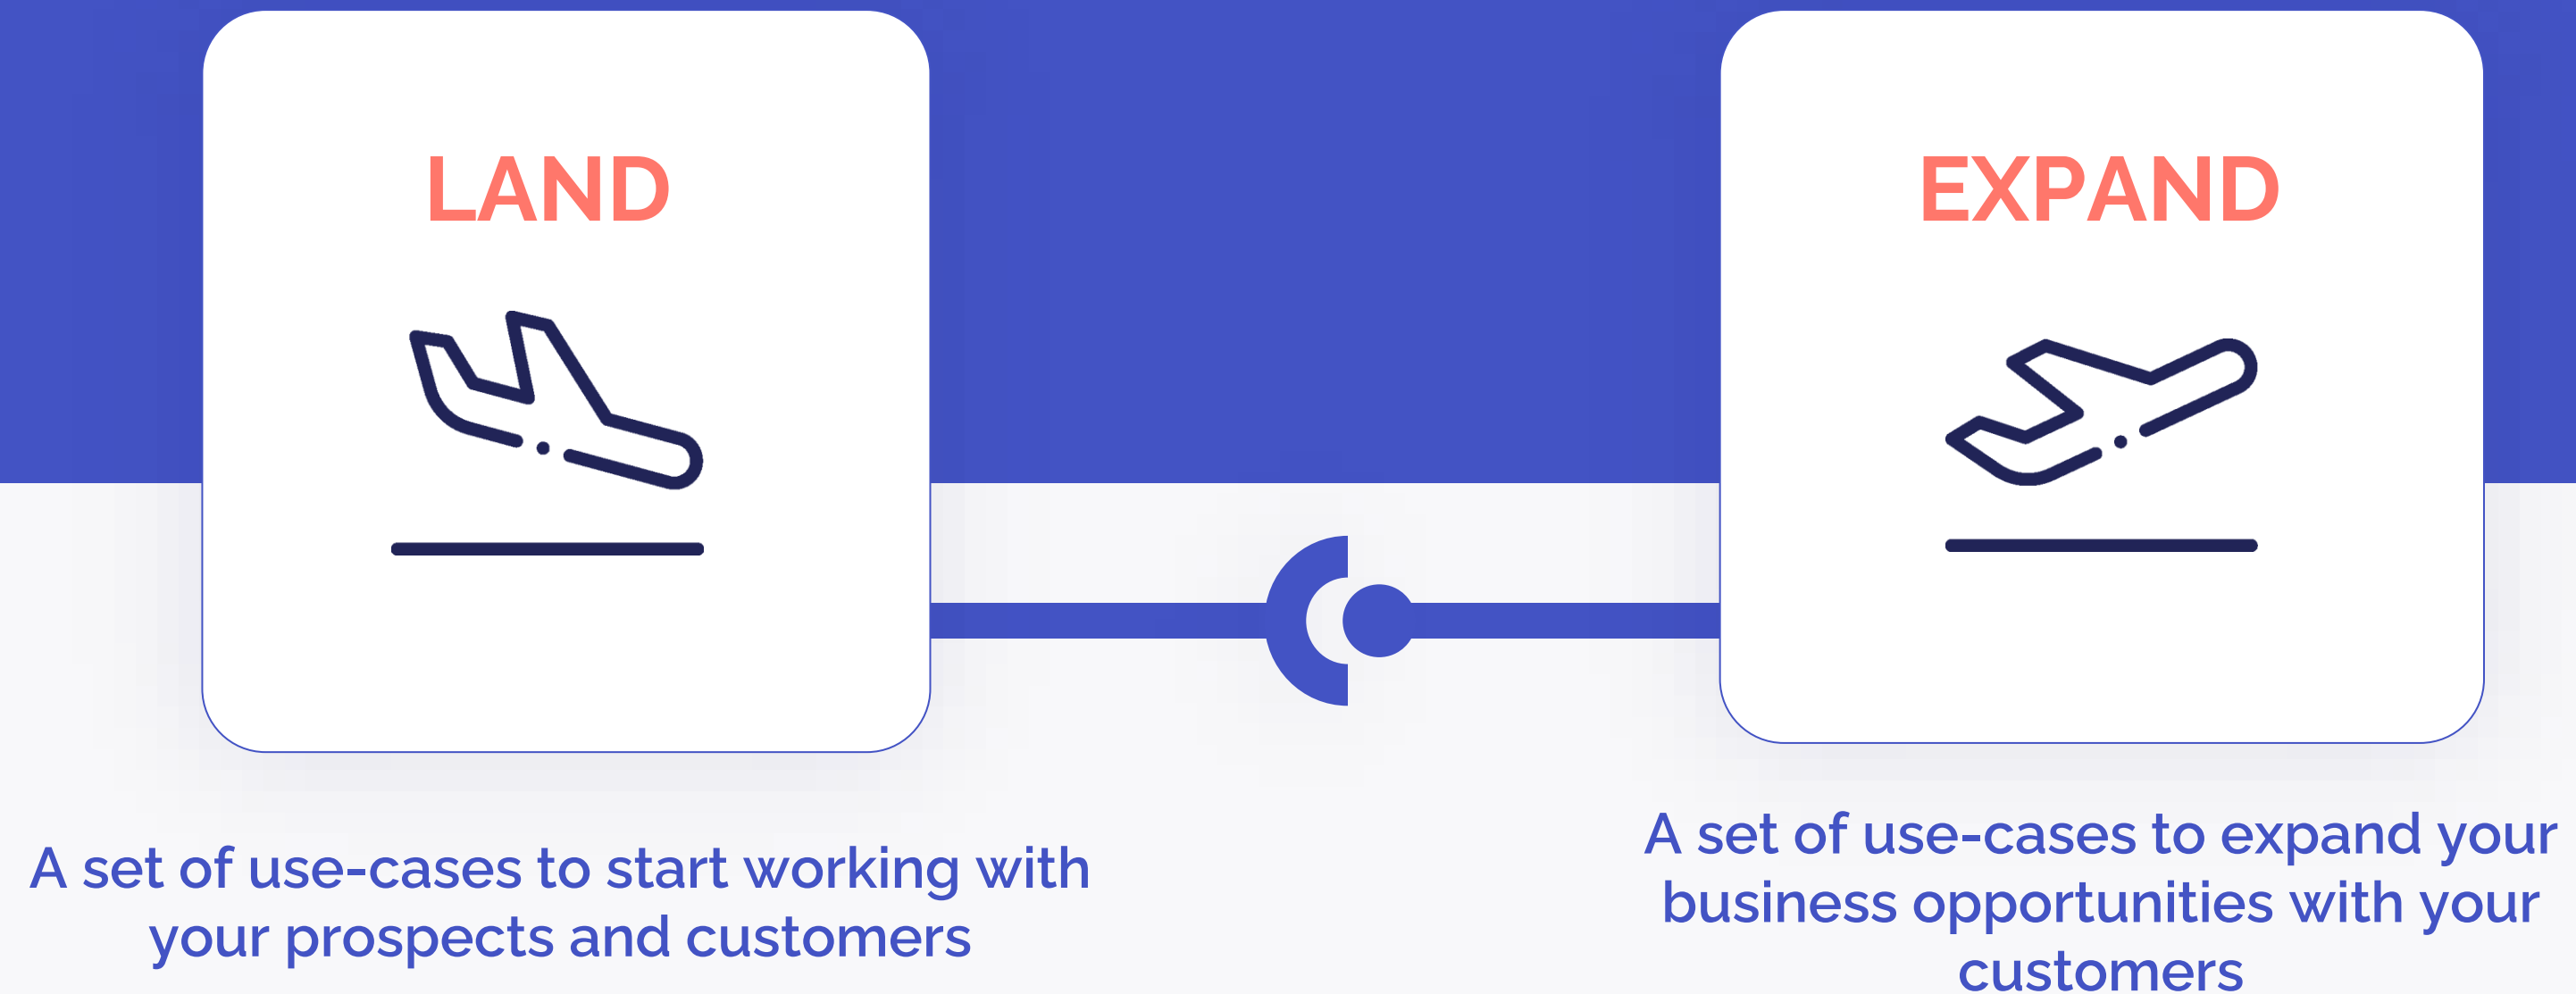 LAND
A set of use-cases to start working with
your prospects and customers
EXPAND
A set of use-cases to expand your
business opportunities with your
customers